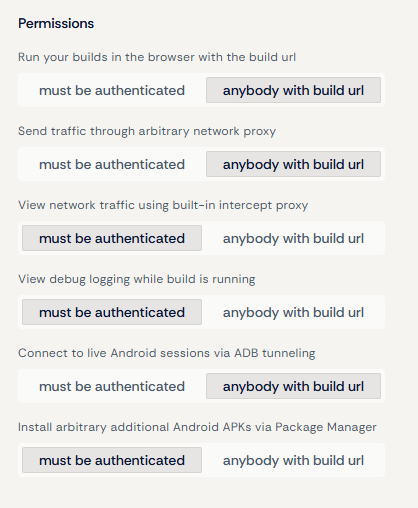 Permissions
Run your builds in the browser with the build url
must be authenticated anybody with build url
Send traffic through arbitrary network proxy
must be authenticated anybody with build url
View network traffic using built-in intercept proxy
must be authenticated anybody with build url
View debug logging while build is running
must be authenticated anybody with build url
Connect to live Android sessions via ADB tunneling
must be authenticated anybody with build url
Install arbitrary additional Android APKs via Package Manager
must be authenticated anybody with build url